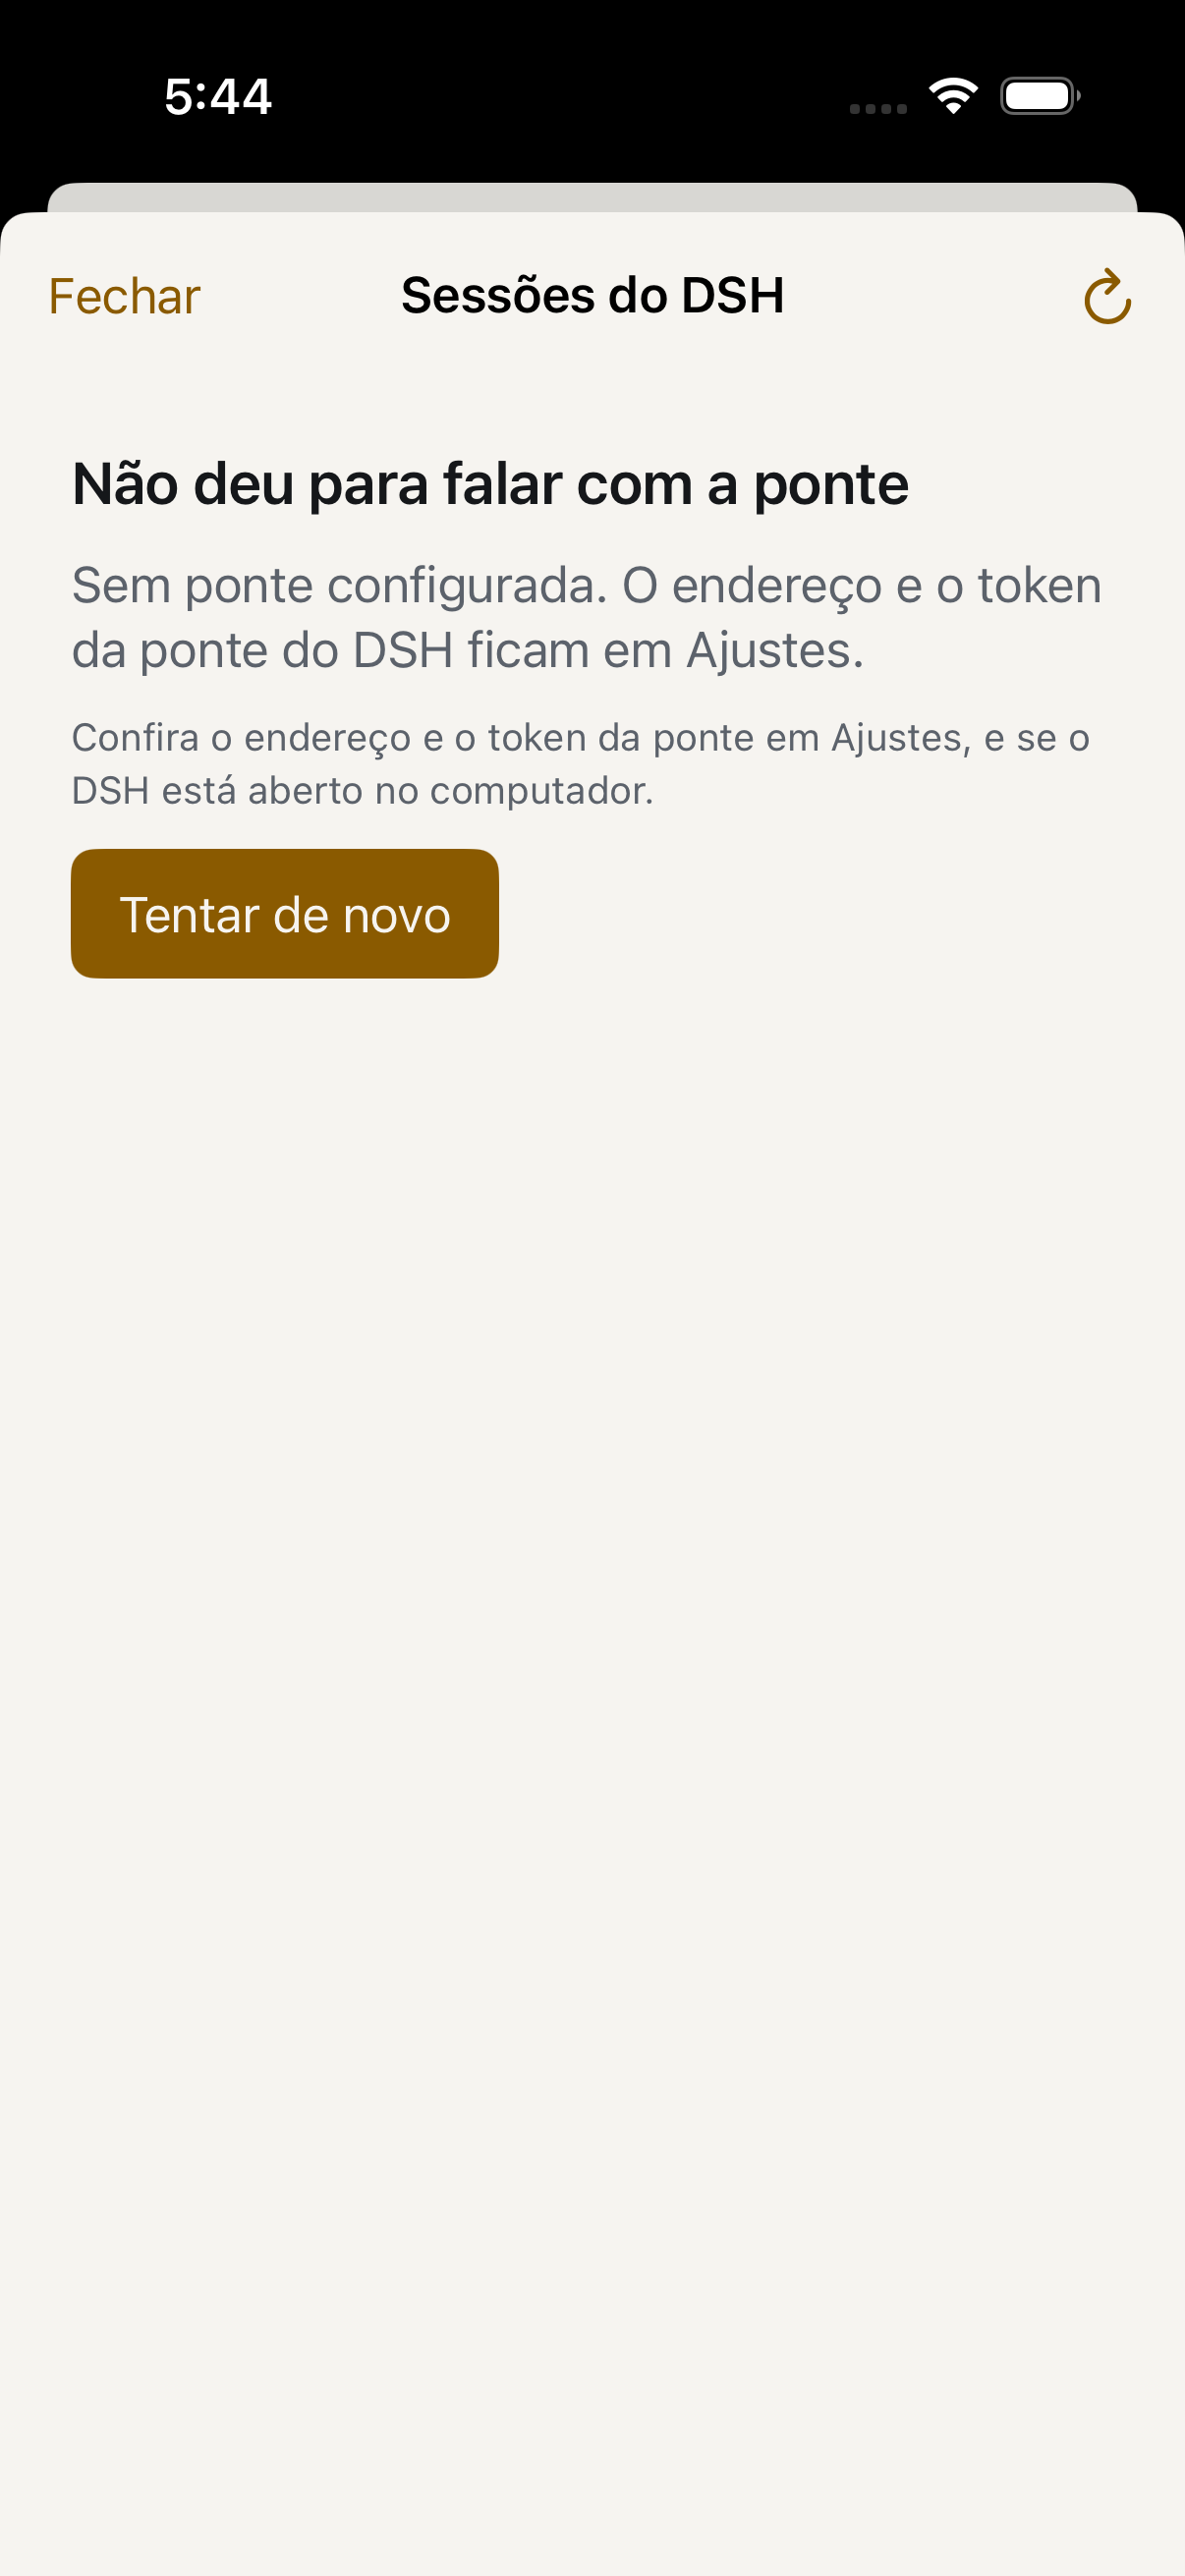 5:44
Fechar
Sessões do DSH
Não deu para falar com a ponte
Sem ponte configurada. O endereço e o token
da ponte do DSH ficam em Ajustes.
Confira o endereço e o token da ponte em Ajustes, e se o
DSH está aberto no computador.
Tentar de novo